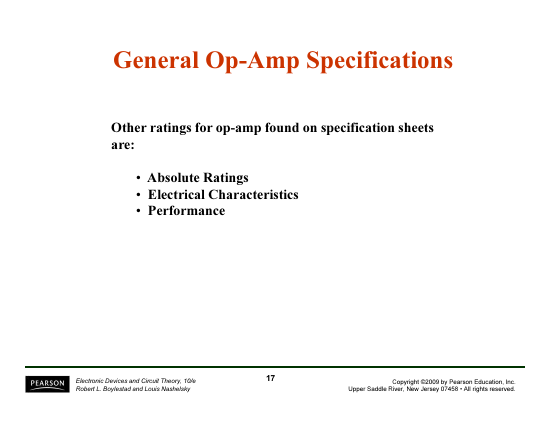 General Op-Amp Specifications
Other ratings for op-amp found on specification sheets
are:
• Absolute Ratings
• Electrical Characteristics
• Performance
PEARSON
Electronic Devices and Circuit Theory, 10/e
Robert L. Boylestad and Louis Nashelsky
17
Copyright ©2009 by Pearson Education, Inc.
Upper Saddle River, New Jersey 07458 • All rights reserved.